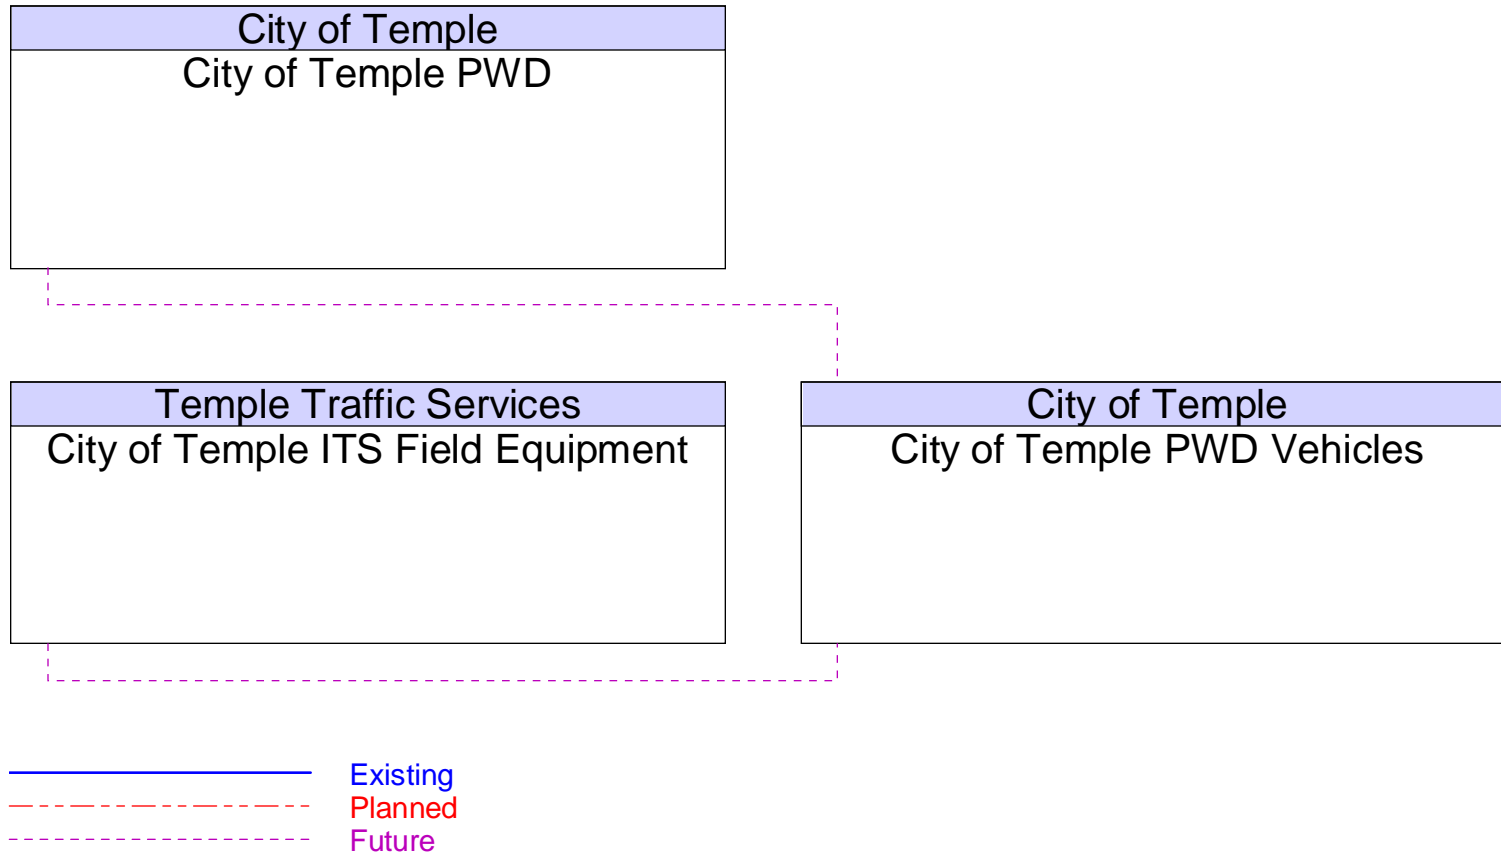 City of Temple
City of Temple PWD
Temple Traffic Services
City of Temple ITS Field Equipment
City of Temple
City of Temple PWD Vehicles
Existing
Planned
Future